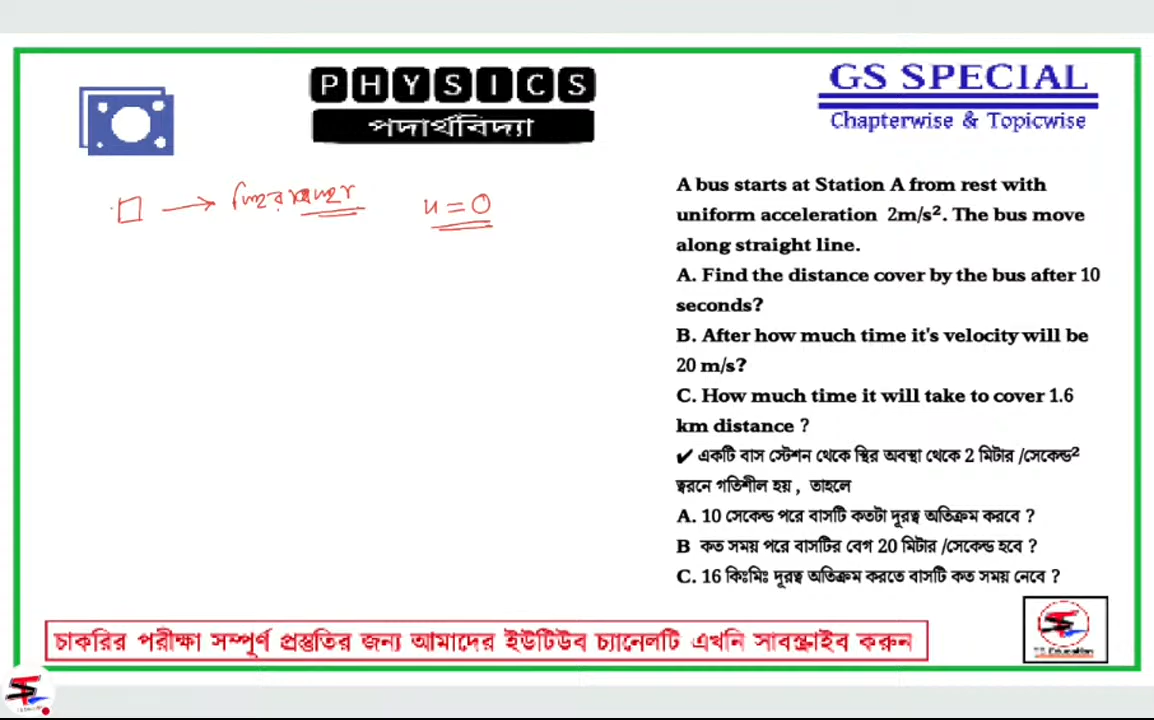 PHYSICS
পদার্থবিদ্যা
GS SPECIAL
Chapterwise & Topicwise
u = 0
A bus starts at Station A from rest with
uniform acceleration 2m/s². The bus move
along straight line.
A. Find the distance cover by the bus after 10
seconds?
B. After how much time it's velocity will be
20 m/s?
C. How much time it will take to cover 1.6
km distance ?
✔ একটি বাস স্টেশন থেকে স্থির অবস্থা থেকে 2 মিটার /সেকেন্ড²
ত্বরনে গতিশীল হয় , তাহলে
A. 10 সেকেন্ড পরে বাসটি কতটা দূরত্ব অতিক্রম করবে ?
B কত সময় পরে বাসটির বেগ 20 মিটার /সেকেন্ড হবে ?
C. 16 কিঃমিঃ দূরত্ব অতিক্রম করতে বাসটি কত সময় নেবে ?
চাকরির পরীক্ষা সম্পূর্ণ প্রস্তুতির জন্য আমাদের ইউটিউব চ্যানেলটি এখনি সাবস্ক্রাইব করুন